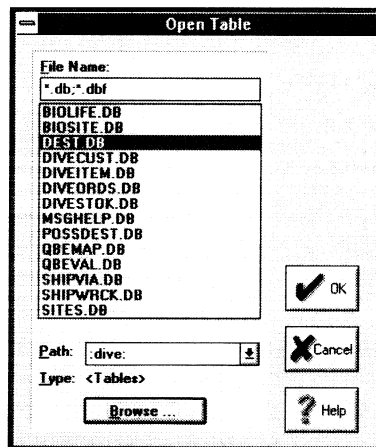 Open Table
File Name:
*.db;*.dbf
BIOLIFE.DB
BIOSITE.DB
DEST.DB
DIVECUST.DB
DIVEITEM.DB
DIVEORDS.DB
DIVESTOK.DB
MSGHELP.DB
POSSDEST.DB
QBEMAP.DB
QBEVAL.DB
SHIPVIA.DB
SHIPWRCK.DB
SITES.DB
OK
Path: :dive:
Cancel
Type: <Tables>
Browse ...
Help